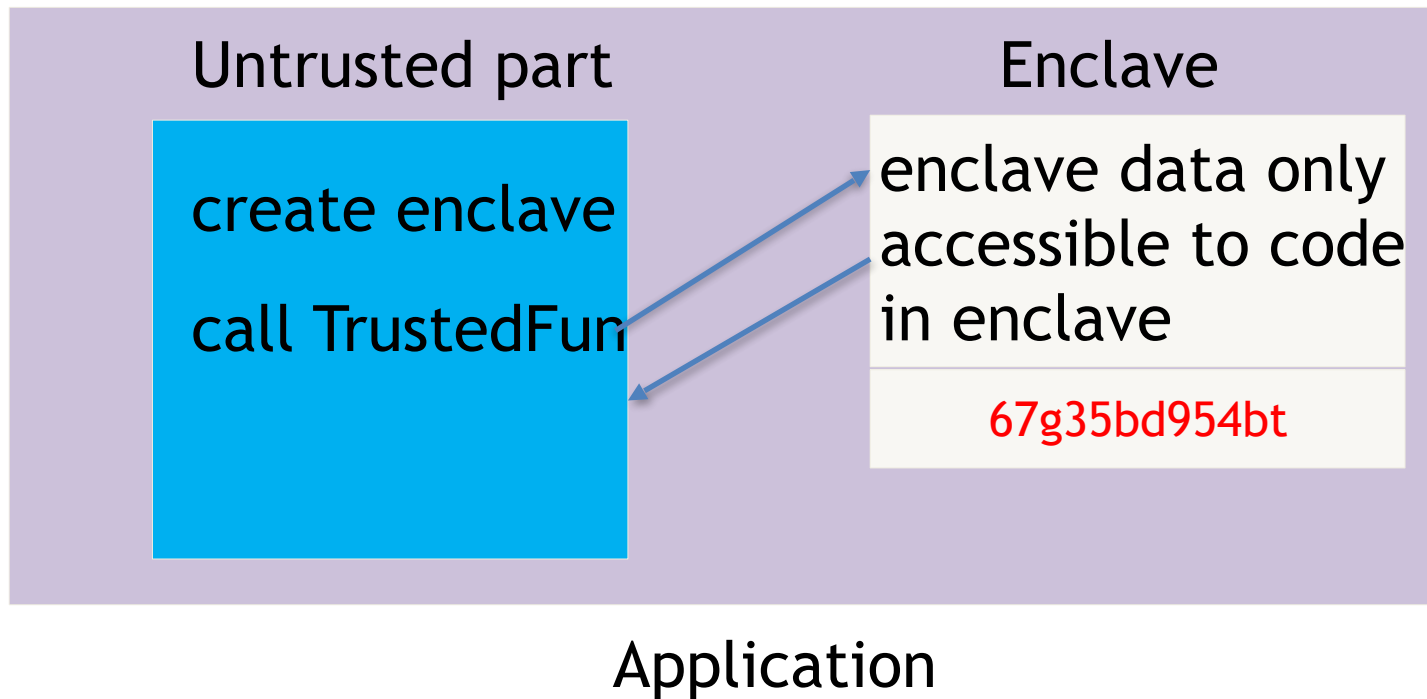 Untrusted part
create enclave
call TrustedFun
Enclave
enclave data only
accessible to code
in enclave
67g35bd954bt
Application